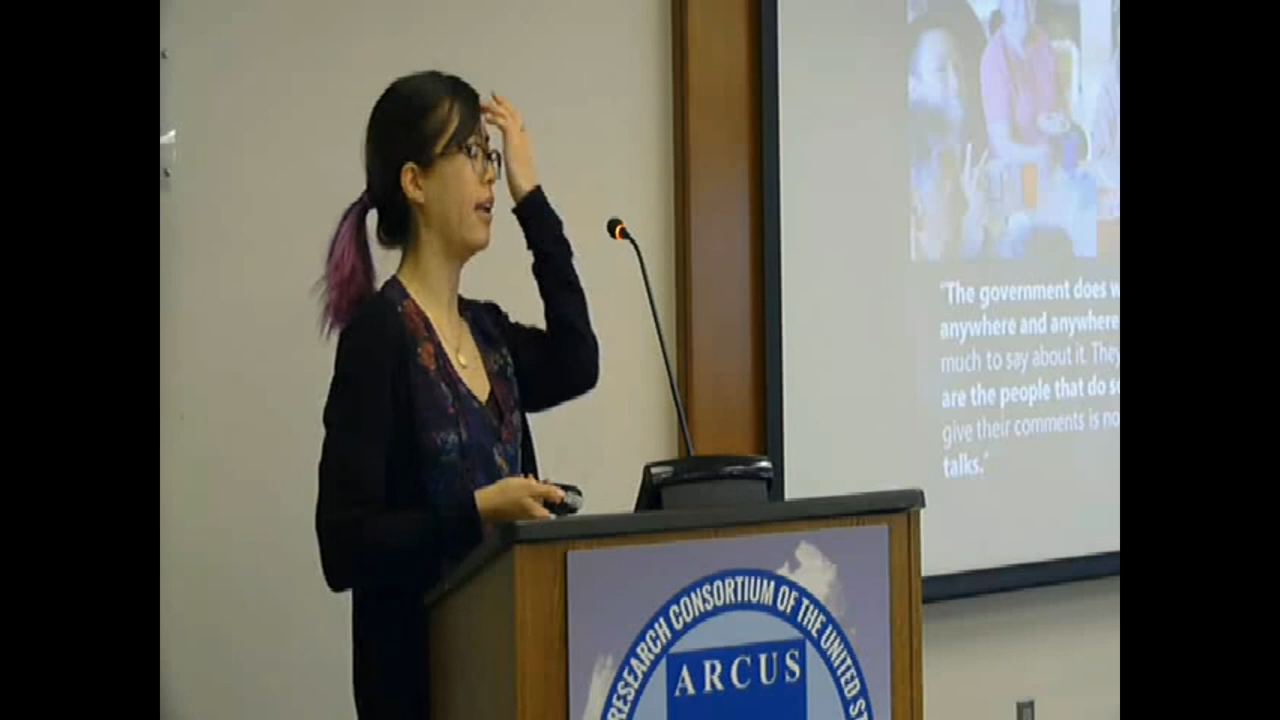 "The government does w
anywhere and anywhere
much to say about it. They
are the people that do s
give their comments is no
talks."
RESEARCH CONSORTIUM OF THE UNITED ST
ARCUS